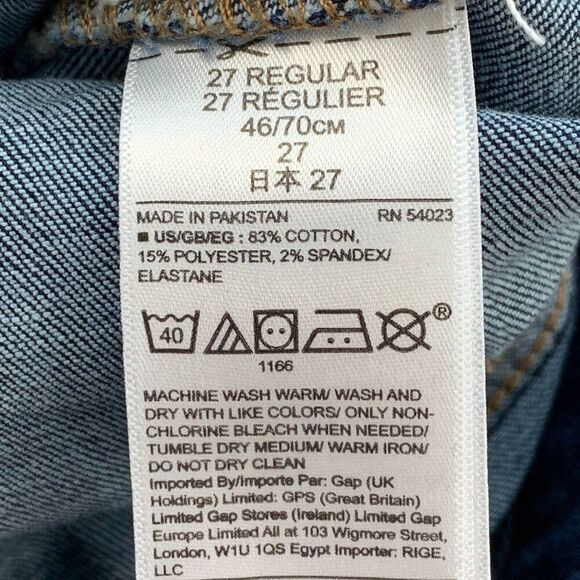 27 REGULAR
27 RÉGULIER
46/70CM
27
日本 27
MADE IN PAKISTAN RN 54023
■ US/GB/EG : 83% COTTON,
15% POLYESTER, 2% SPANDEX/
ELASTANE
40 ®
1166
MACHINE WASH WARM/ WASH AND
DRY WITH LIKE COLORS/ ONLY NON-
CHLORINE BLEACH WHEN NEEDED/
TUMBLE DRY MEDIUM/ WARM IRON/
DO NOT DRY CLEAN
Imported By/Importe Par: Gap (UK
Holdings) Limited: GPS (Great Britain)
Limited Gap Stores (Ireland) Limited Gap
Europe Limited All at 103 Wigmore Street,
London, W1U 1QS Egypt Importer: RIGE,
LLC